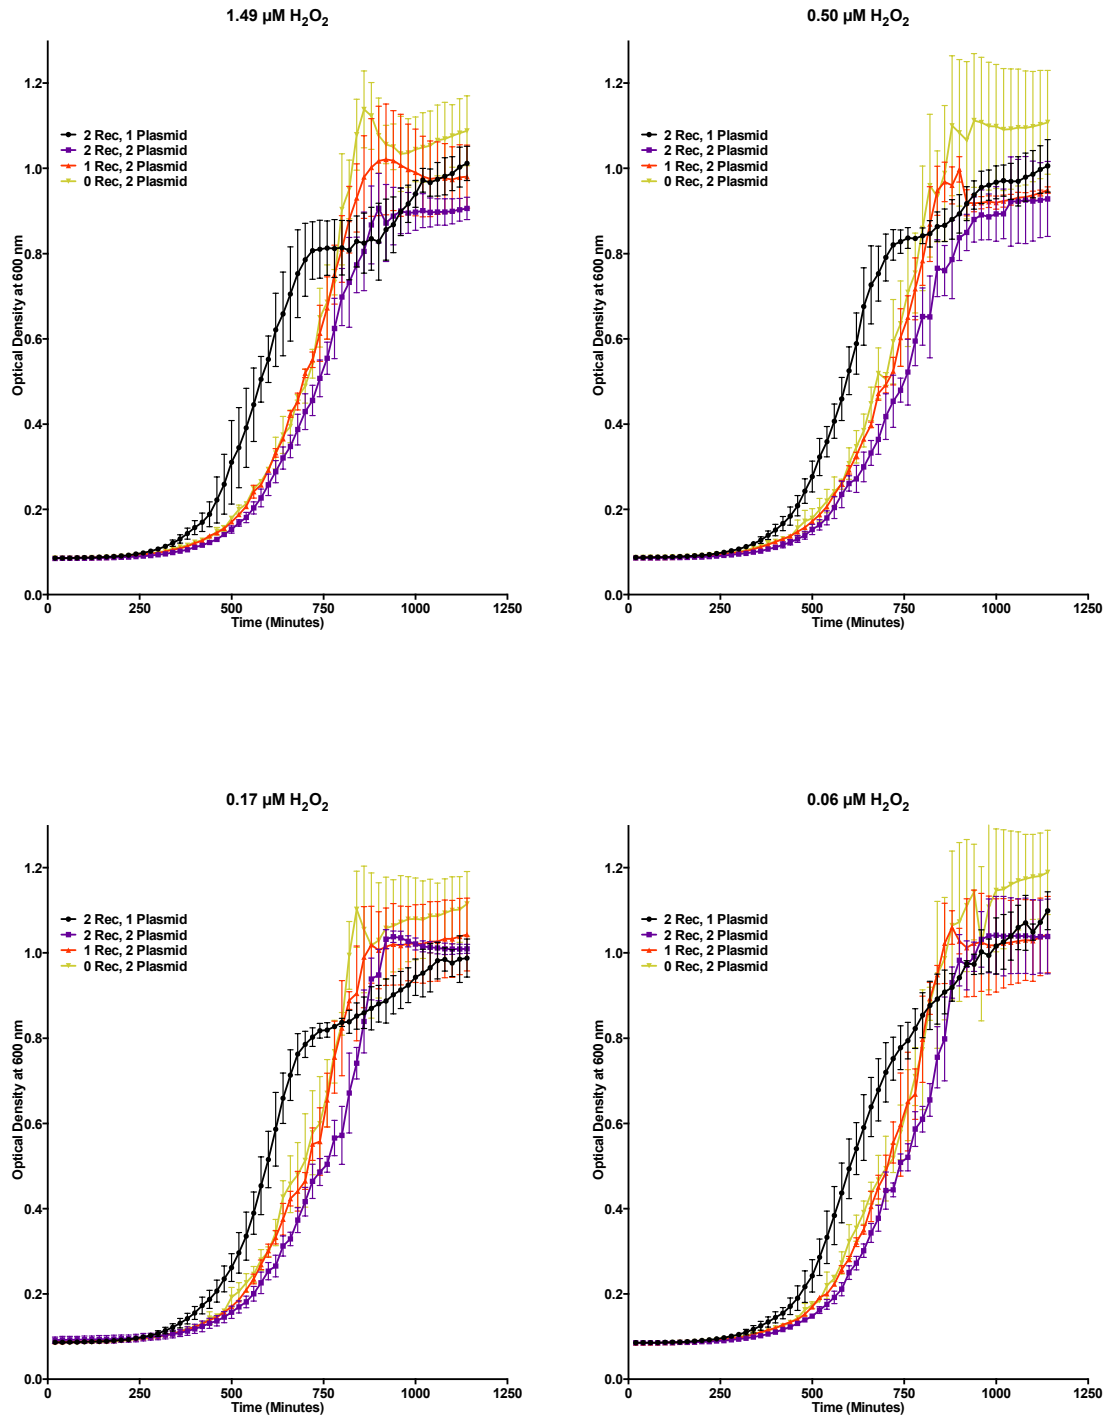 1.49 µM H₂O₂
Optical Density at 600 nm
1.2
1.0
0.8
0.6
0.4
0.2
0.0
2 Rec, 1 Plasmid
2 Rec, 2 Plasmid
1 Rec, 2 Plasmid
0 Rec, 2 Plasmid
0 250 500 750 1000 1250
Time (Minutes)
0.50 µM H₂O₂
Optical Density at 600 nm
1.2
1.0
0.8
0.6
0.4
0.2
0.0
2 Rec, 1 Plasmid
2 Rec, 2 Plasmid
1 Rec, 2 Plasmid
0 Rec, 2 Plasmid
0 250 500 750 1000 1250
Time (Minutes)
0.17 µM H₂O₂
Optical Density at 600 nm
1.2
1.0
0.8
0.6
0.4
0.2
0.0
2 Rec, 1 Plasmid
2 Rec, 2 Plasmid
1 Rec, 2 Plasmid
0 Rec, 2 Plasmid
0 250 500 750 1000 1250
Time (Minutes)
0.06 µM H₂O₂
Optical Density at 600 nm
1.2
1.0
0.8
0.6
0.4
0.2
0.0
2 Rec, 1 Plasmid
2 Rec, 2 Plasmid
1 Rec, 2 Plasmid
0 Rec, 2 Plasmid
0 250 500 750 1000 1250
Time (Minutes)